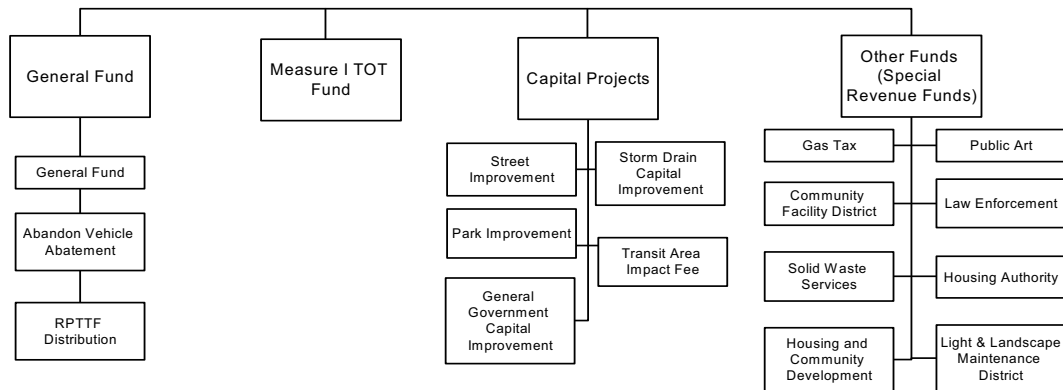 General Fund
Measure I TOT
Fund
Capital Projects
Other Funds
(Special
Revenue Funds)
General Fund
Abandon Vehicle
Abatement
RPTTF
Distribution
Street
Improvement
Storm Drain
Capital
Improvement
Park Improvement
Transit Area
Impact Fee
General
Government
Capital
Improvement
Gas Tax
Public Art
Community
Facility District
Law Enforcement
Solid Waste
Services
Housing Authority
Housing and
Community
Development
Light & Landscape
Maintenance
District